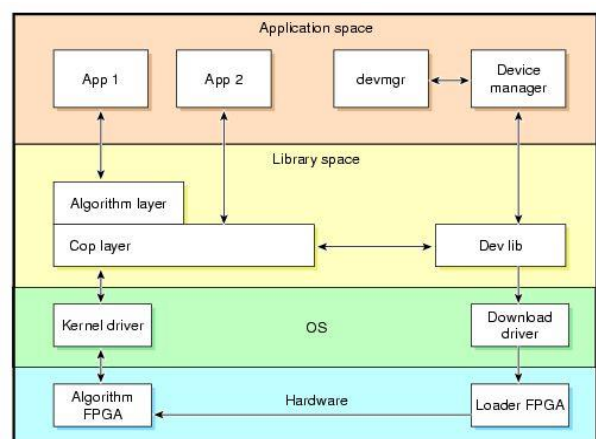 Application space
App 1
App 2
devmgr
Device
manager
Library space
Algorithm layer
Cop layer
Dev lib
Kernel driver
OS
Download
driver
Algorithm
FPGA
Hardware
Loader FPGA